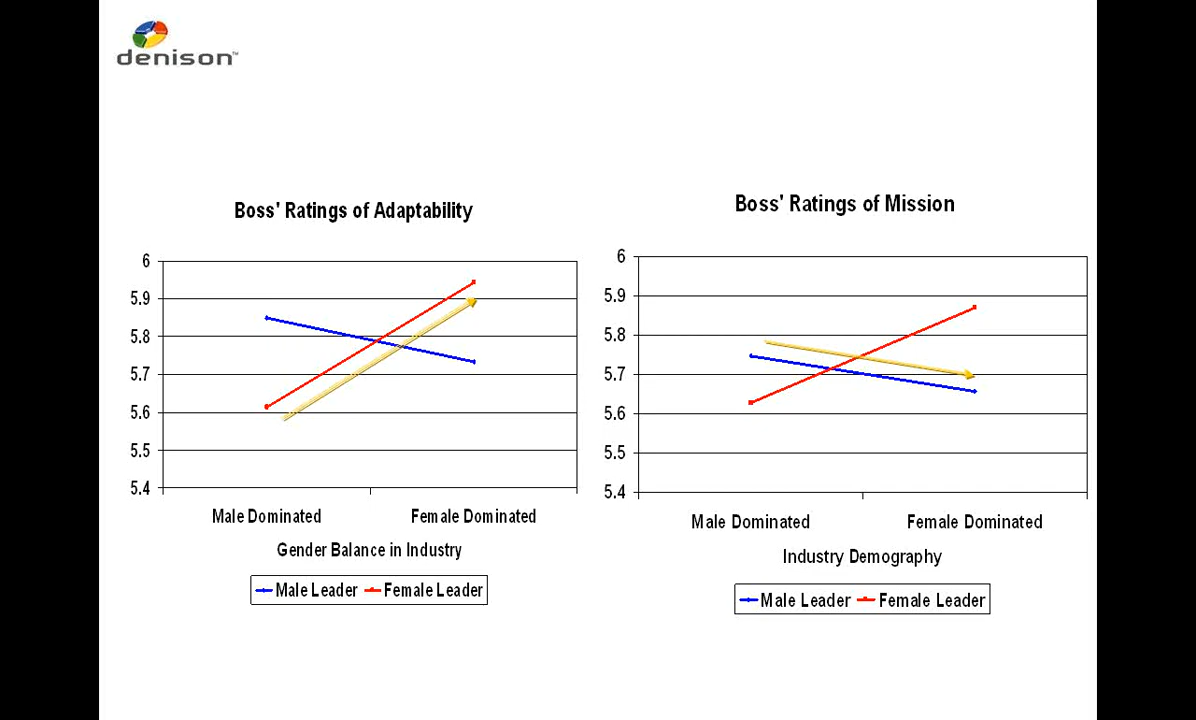 denison™
Boss' Ratings of Adaptability
6
5.9
5.8
5.7
5.6
5.5
5.4
Male Dominated Female Dominated
Gender Balance in Industry
Male Leader Female Leader
Boss' Ratings of Mission
6
5.9
5.8
5.7
5.6
5.5
5.4
Male Dominated Female Dominated
Industry Demography
Male Leader Female Leader